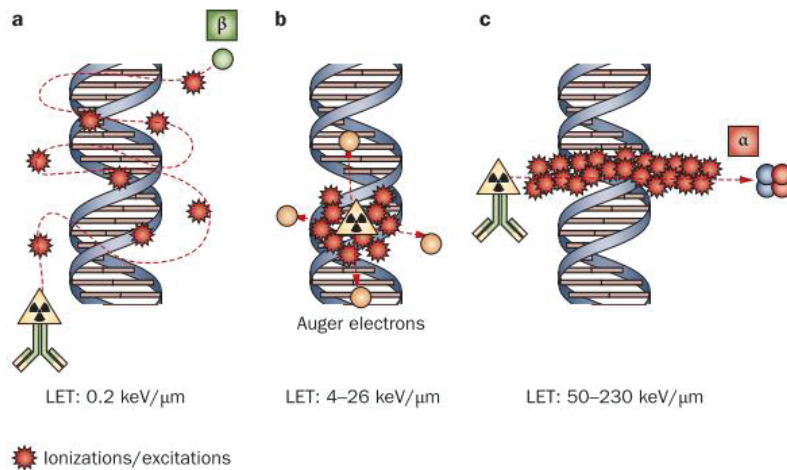 a
β
b
c
α
Auger electrons
LET: 0.2 keV/μm
LET: 4–26 keV/μm
LET: 50–230 keV/μm
Ionizations/excitations